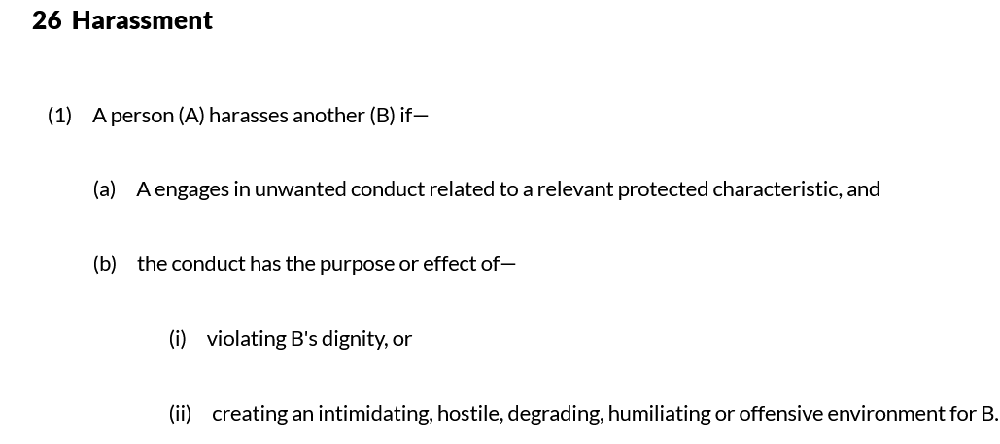 26 Harassment
(1) A person (A) harasses another (B) if—
(a) A engages in unwanted conduct related to a relevant protected characteristic, and
(b) the conduct has the purpose or effect of—
(i) violating B's dignity, or
(ii) creating an intimidating, hostile, degrading, humiliating or offensive environment for B.